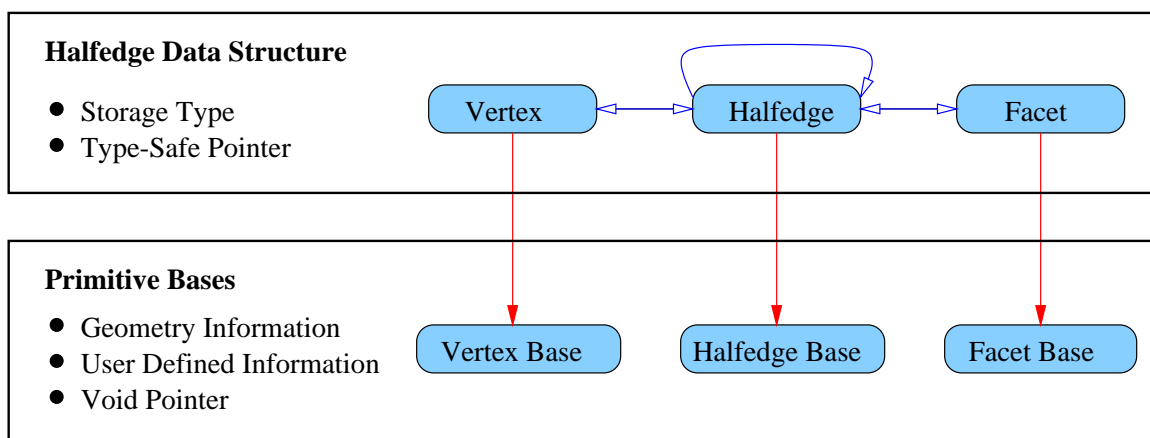 Halfedge Data Structure
Storage Type
Type-Safe Pointer
Vertex
Halfedge
Facet
Primitive Bases
Geometry Information
User Defined Information
Void Pointer
Vertex Base
Halfedge Base
Facet Base